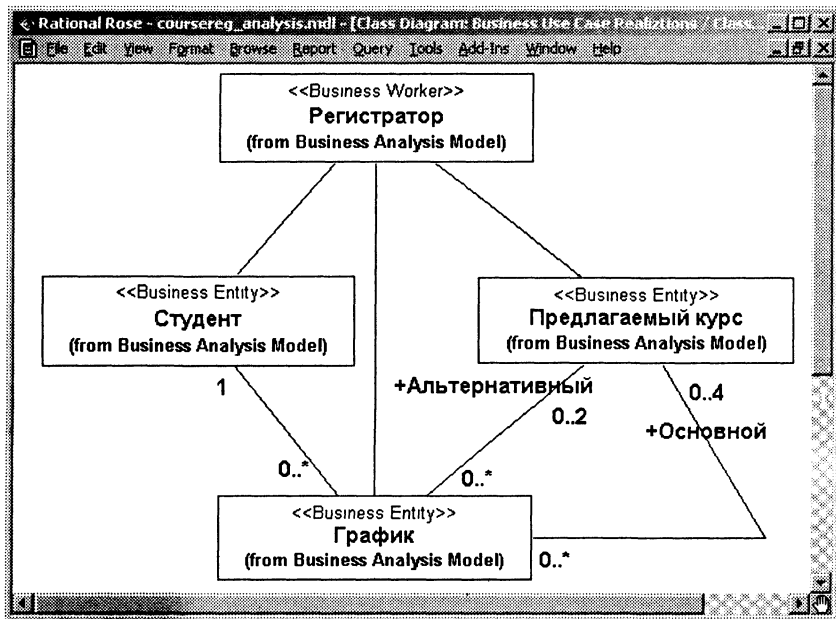 Rational Rose - coursereg_analysis.mdl - [Class Diagram: Business Use Case Realiztions / Class
File Edit View Format Browse Report Query Tools Add-Ins Window Help
<<Business Worker>>
Регистратор
(from Business Analysis Model)
<<Business Entity>>
Студент
(from Business Analysis Model)
<<Business Entity>>
Предлагаемый курс
(from Business Analysis Model)
1
+Альтернативный
0..4
0..2
+Основной
0..*
0..*
<<Business Entity>>
График
(from Business Analysis Model)
0..*